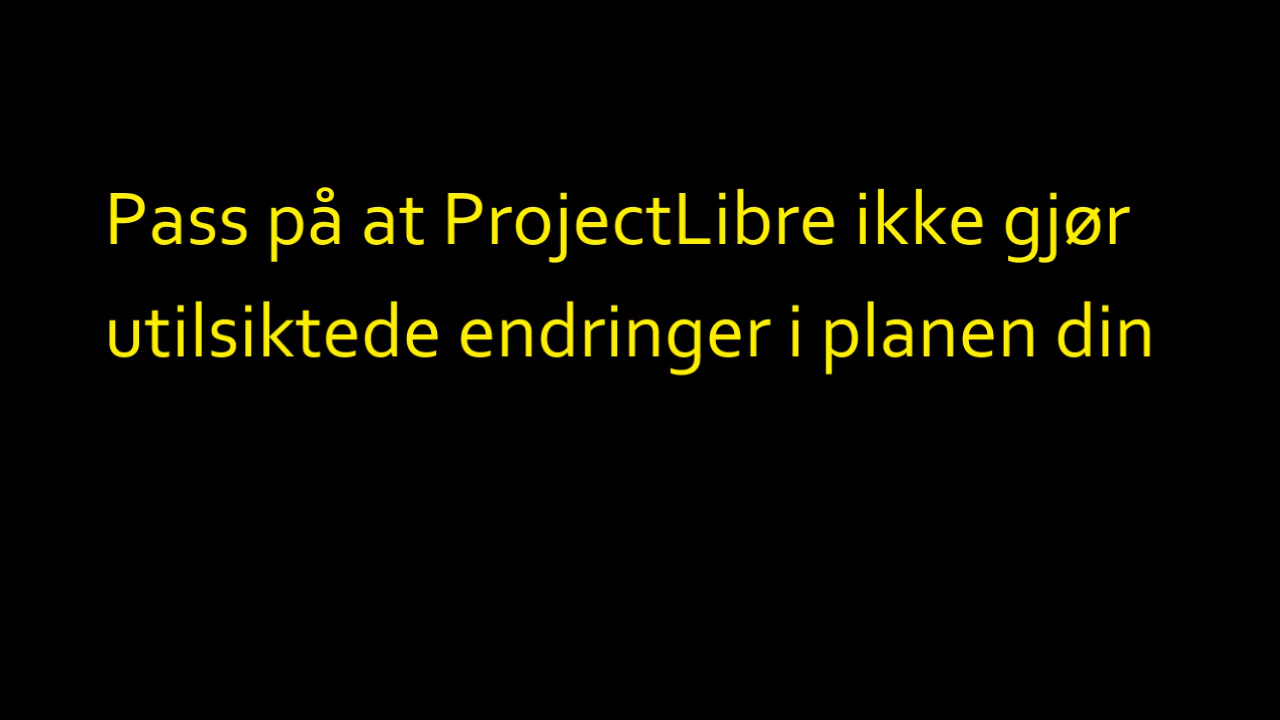 Pass på at ProjectLibre ikke gjør
utilsiktede endringer i planen din